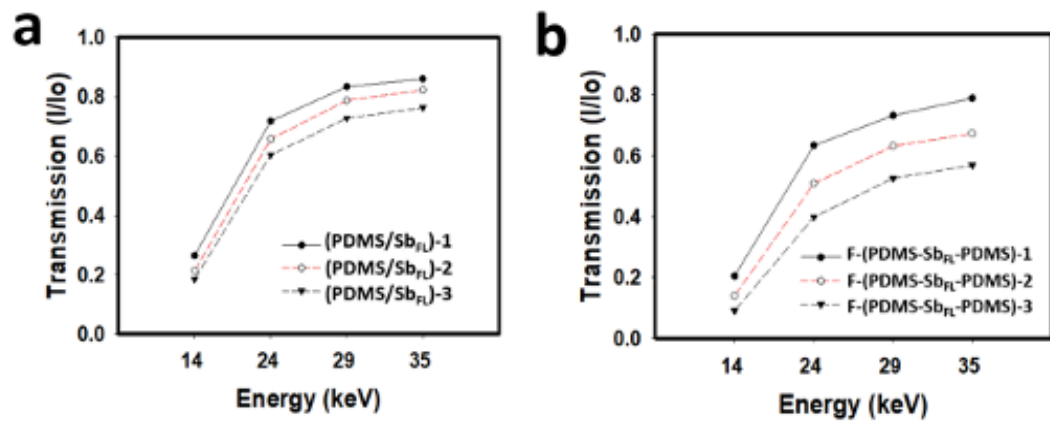 a
1.0
0.8
0.6
0.4
0.2
0.0
Transmission (I/Io)
(PDMS/SbFL)-1
(PDMS/SbFL)-2
(PDMS/SbFL)-3
14 24 29 35
Energy (keV)
b
1.0
0.8
0.6
0.4
0.2
0.0
Transmission (I/Io)
F-(PDMS-SbFL-PDMS)-1
F-(PDMS-SbFL-PDMS)-2
F-(PDMS-SbFL-PDMS)-3
14 24 29 35
Energy (keV)